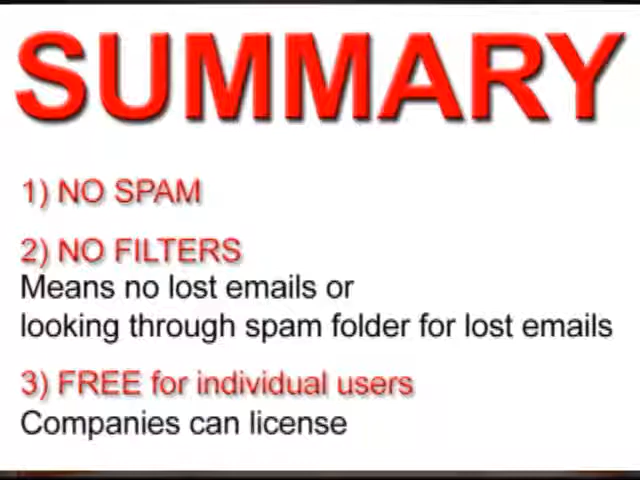 SUMMARY
1) NO SPAM
2) NO FILTERS
Means no lost emails or
looking through spam folder for lost emails
3) FREE for individual users
Companies can license